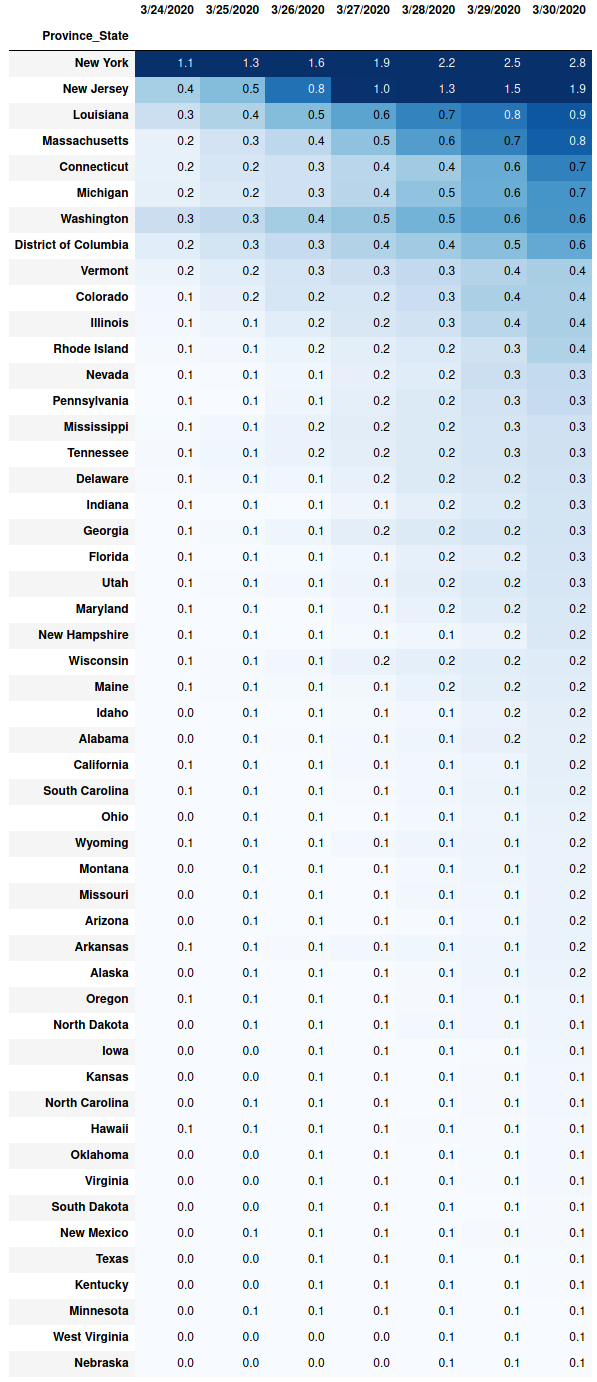 3/24/2020 3/25/2020 3/26/2020 3/27/2020 3/28/2020 3/29/2020 3/30/2020
Province_State
New York 1.1 1.3 1.6 1.9 2.2 2.5 2.8
New Jersey 0.4 0.5 0.8 1.0 1.3 1.5 1.9
Louisiana 0.3 0.4 0.5 0.6 0.7 0.8 0.9
Massachusetts 0.2 0.3 0.4 0.5 0.6 0.7 0.8
Connecticut 0.2 0.2 0.3 0.4 0.4 0.6 0.7
Michigan 0.2 0.2 0.3 0.4 0.5 0.6 0.7
Washington 0.3 0.3 0.4 0.5 0.5 0.6 0.6
District of Columbia 0.2 0.3 0.3 0.4 0.4 0.5 0.6
Vermont 0.2 0.2 0.3 0.3 0.3 0.4 0.4
Colorado 0.1 0.2 0.2 0.2 0.3 0.4 0.4
Illinois 0.1 0.1 0.2 0.2 0.3 0.4 0.4
Rhode Island 0.1 0.1 0.2 0.2 0.2 0.3 0.4
Nevada 0.1 0.1 0.1 0.2 0.2 0.3 0.3
Pennsylvania 0.1 0.1 0.1 0.2 0.2 0.3 0.3
Mississippi 0.1 0.1 0.2 0.2 0.2 0.3 0.3
Tennessee 0.1 0.1 0.2 0.2 0.2 0.3 0.3
Delaware 0.1 0.1 0.1 0.2 0.2 0.2 0.3
Indiana 0.1 0.1 0.1 0.1 0.2 0.2 0.3
Georgia 0.1 0.1 0.1 0.2 0.2 0.2 0.3
Florida 0.1 0.1 0.1 0.1 0.2 0.2 0.3
Utah 0.1 0.1 0.1 0.1 0.2 0.2 0.3
Maryland 0.1 0.1 0.1 0.1 0.2 0.2 0.2
New Hampshire 0.1 0.1 0.1 0.1 0.1 0.2 0.2
Wisconsin 0.1 0.1 0.1 0.2 0.2 0.2 0.2
Maine 0.1 0.1 0.1 0.1 0.2 0.2 0.2
Idaho 0.0 0.1 0.1 0.1 0.1 0.2 0.2
Alabama 0.0 0.1 0.1 0.1 0.1 0.2 0.2
California 0.1 0.1 0.1 0.1 0.1 0.1 0.2
South Carolina 0.1 0.1 0.1 0.1 0.1 0.1 0.2
Ohio 0.0 0.1 0.1 0.1 0.1 0.1 0.2
Wyoming 0.1 0.1 0.1 0.1 0.1 0.1 0.2
Montana 0.0 0.1 0.1 0.1 0.1 0.1 0.2
Missouri 0.0 0.1 0.1 0.1 0.1 0.1 0.2
Arizona 0.0 0.1 0.1 0.1 0.1 0.1 0.2
Arkansas 0.1 0.1 0.1 0.1 0.1 0.1 0.2
Alaska 0.0 0.1 0.1 0.1 0.1 0.1 0.2
Oregon 0.1 0.1 0.1 0.1 0.1 0.1 0.1
North Dakota 0.0 0.1 0.1 0.1 0.1 0.1 0.1
Iowa 0.0 0.0 0.1 0.1 0.1 0.1 0.1
Kansas 0.0 0.0 0.1 0.1 0.1 0.1 0.1
North Carolina 0.0 0.1 0.1 0.1 0.1 0.1 0.1
Hawaii 0.1 0.1 0.1 0.1 0.1 0.1 0.1
Oklahoma 0.0 0.0 0.1 0.1 0.1 0.1 0.1
Virginia 0.0 0.0 0.1 0.1 0.1 0.1 0.1
South Dakota 0.0 0.0 0.1 0.1 0.1 0.1 0.1
New Mexico 0.0 0.1 0.1 0.1 0.1 0.1 0.1
Texas 0.0 0.0 0.1 0.1 0.1 0.1 0.1
Kentucky 0.0 0.0 0.1 0.1 0.1 0.1 0.1
Minnesota 0.0 0.1 0.1 0.1 0.1 0.1 0.1
West Virginia 0.0 0.0 0.0 0.0 0.1 0.1 0.1
Nebraska 0.0 0.0 0.0 0.0 0.1 0.1 0.1